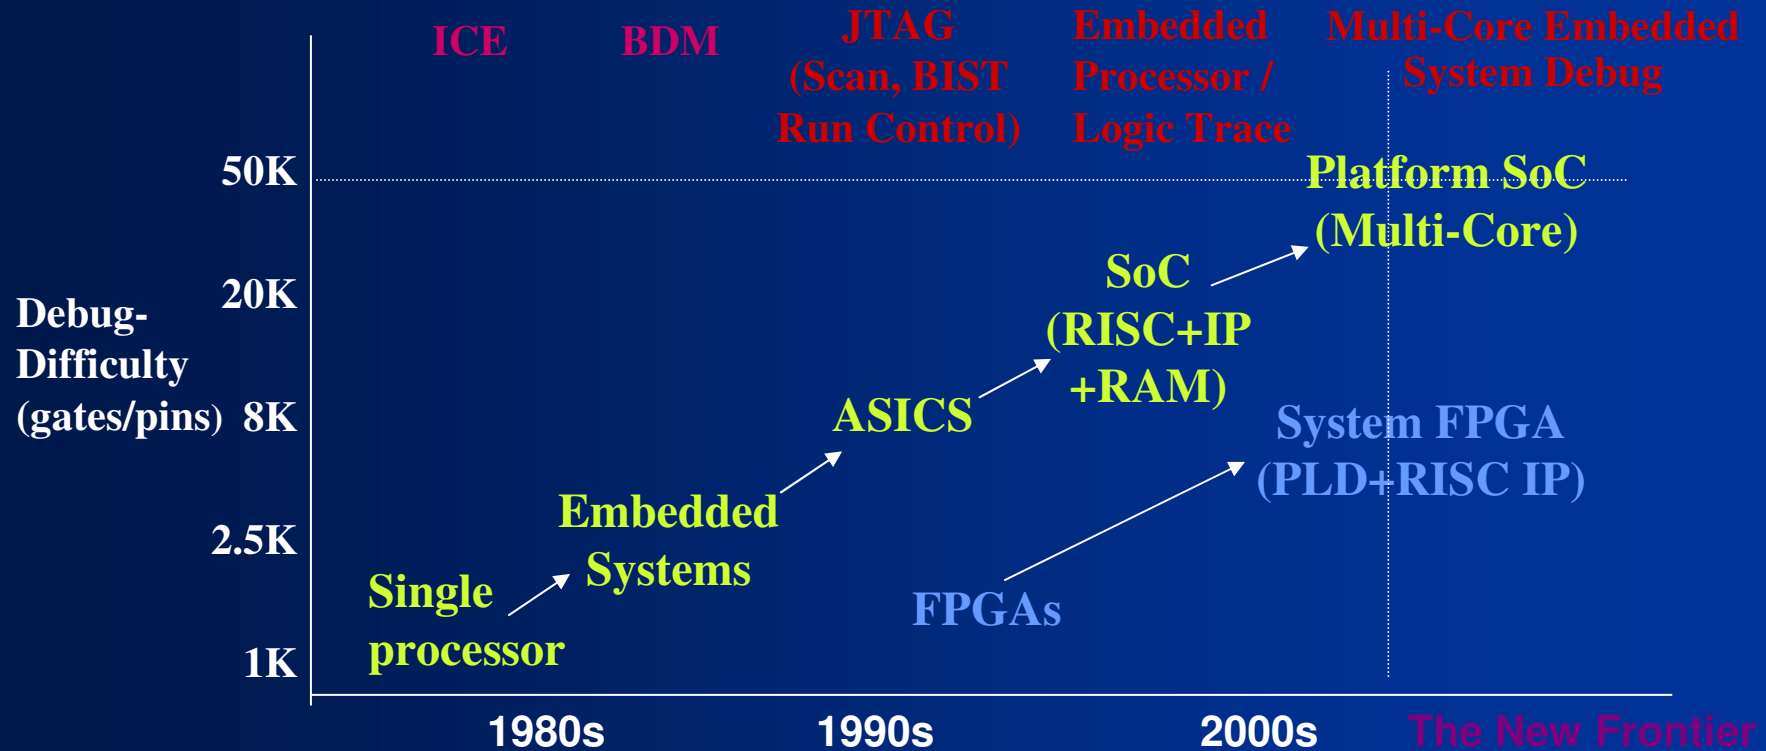 ICE
BDM
JTAG
(Scan, BIST
Run Control)
Embedded
Processor /
Logic Trace
Multi-Core Embedded
System Debug
50K
20K
8K
2.5K
1K
Debug-
Difficulty
(gates/pins)
Single
processor
Embedded
Systems
ASICS
SoC
(RISC+IP
+RAM)
Platform SoC
(Multi-Core)
FPGAs
System FPGA
(PLD+RISC IP)
1980s
1990s
2000s
The New Frontier